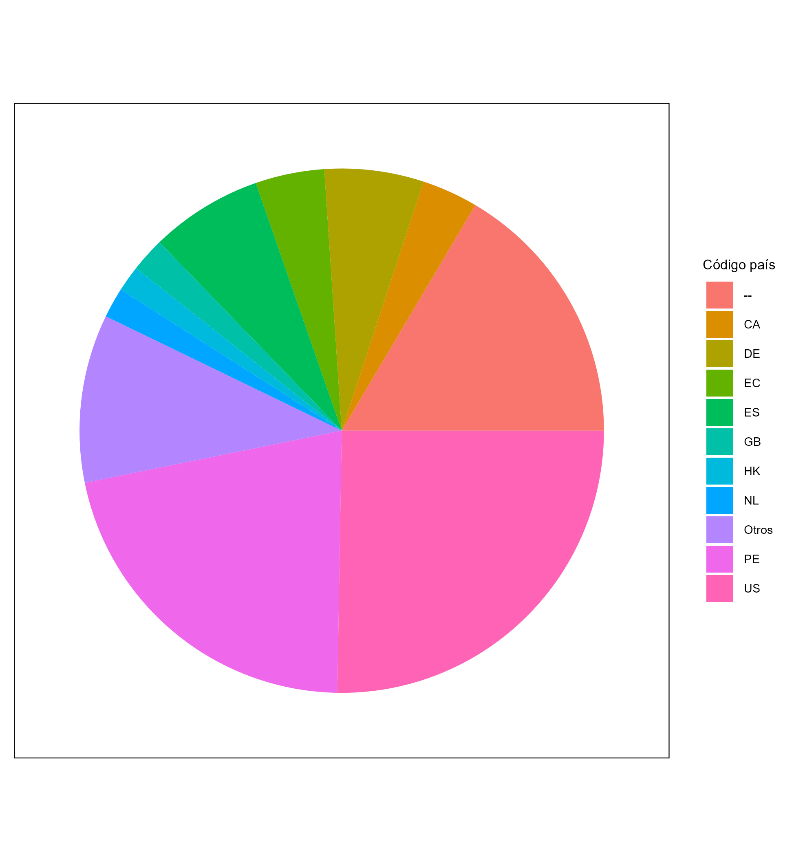 Código país
--
CA
DE
EC
ES
GB
HK
NL
Otros
PE
US